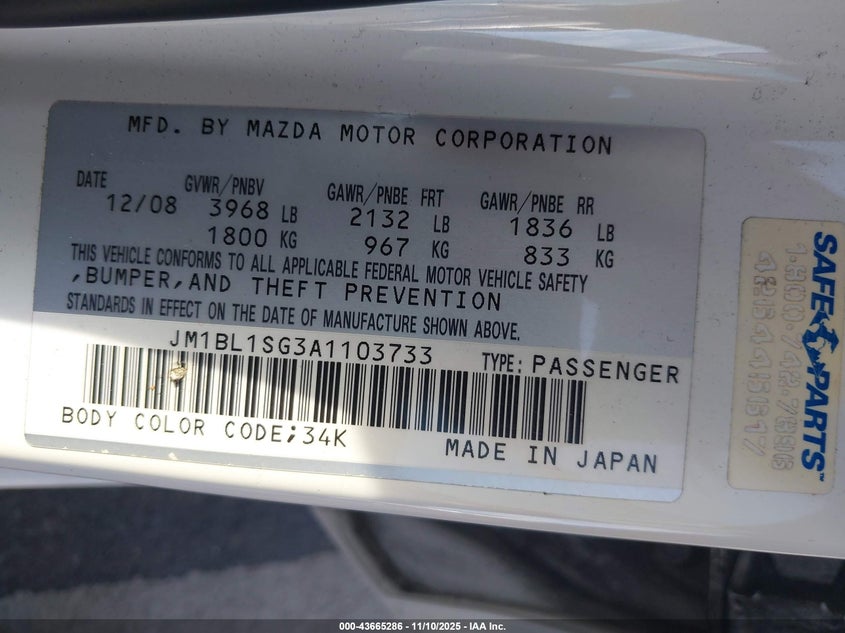 MFD. BY MAZDA MOTOR CORPORATION
DATE GVWR/PNBV GAWR/PNBE FRT GAWR/PNBE RR
12/08 3968 LB 2132 LB 1836 LB
1800 KG 967 KG 833 KG
THIS VEHICLE CONFORMS TO ALL APPLICABLE FEDERAL MOTOR VEHICLE SAFETY
,BUMPER,AND THEFT PREVENTION
STANDARDS IN EFFECT ON THE DATE OF MANUFACTURE SHOWN ABOVE.
JM1BL1SG3A1103733 TYPE: PASSENGER
BODY COLOR CODE;34K
MADE IN JAPAN
SAFE PARTS™
000-43665286 — 11/10/2025 — IAA Inc.